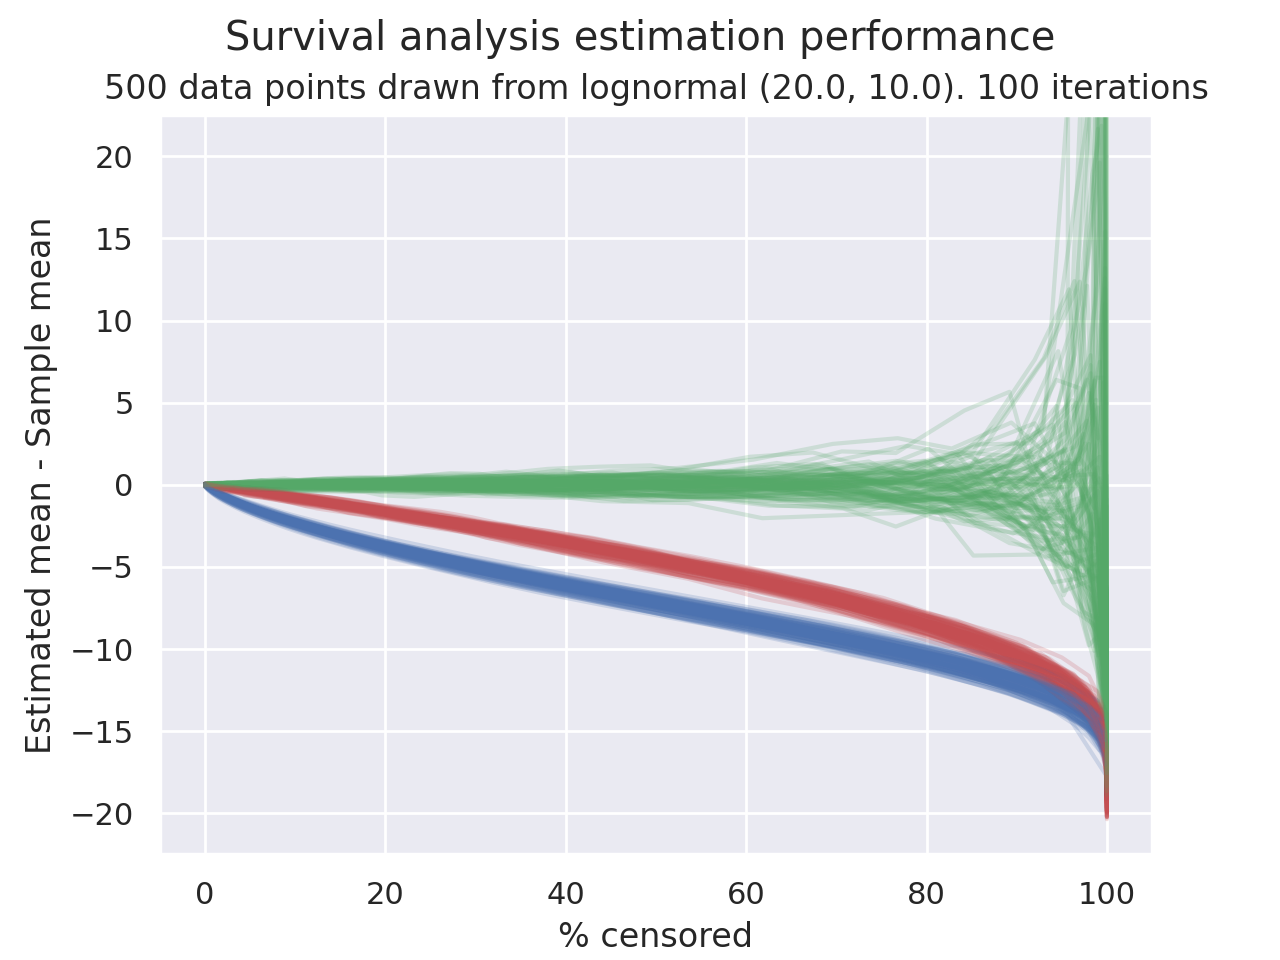 Survival analysis estimation performance
500 data points drawn from lognormal (20.0, 10.0). 100 iterations
Estimated mean - Sample mean
20
15
10
5
0
−5
−10
−15
−20
0 20 40 60 80 100
% censored